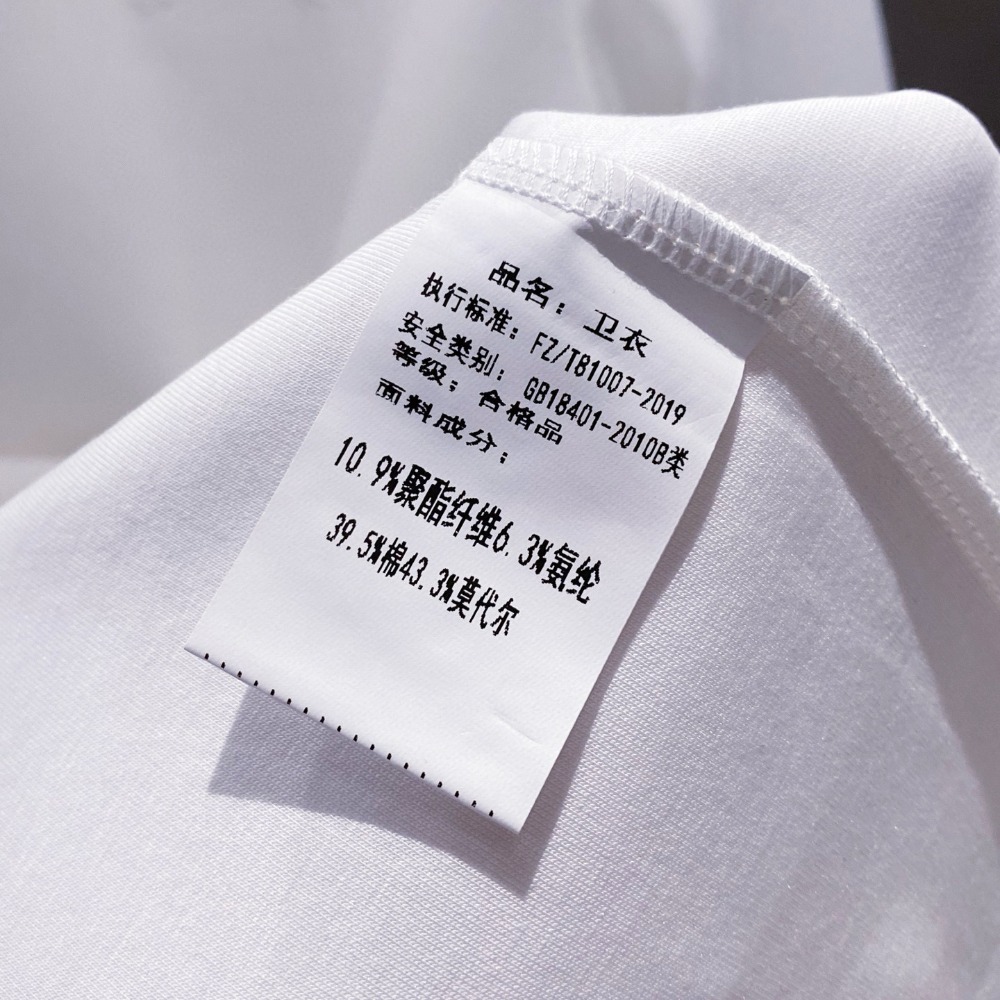 品名：卫衣
执行标准：FZ/T81007-2019
安全类别：GB18401-2010B类
等级：合格品
面料成分：
10.9%聚酯纤维6.3%氨纶
39.5%棉43.3%莫代尔